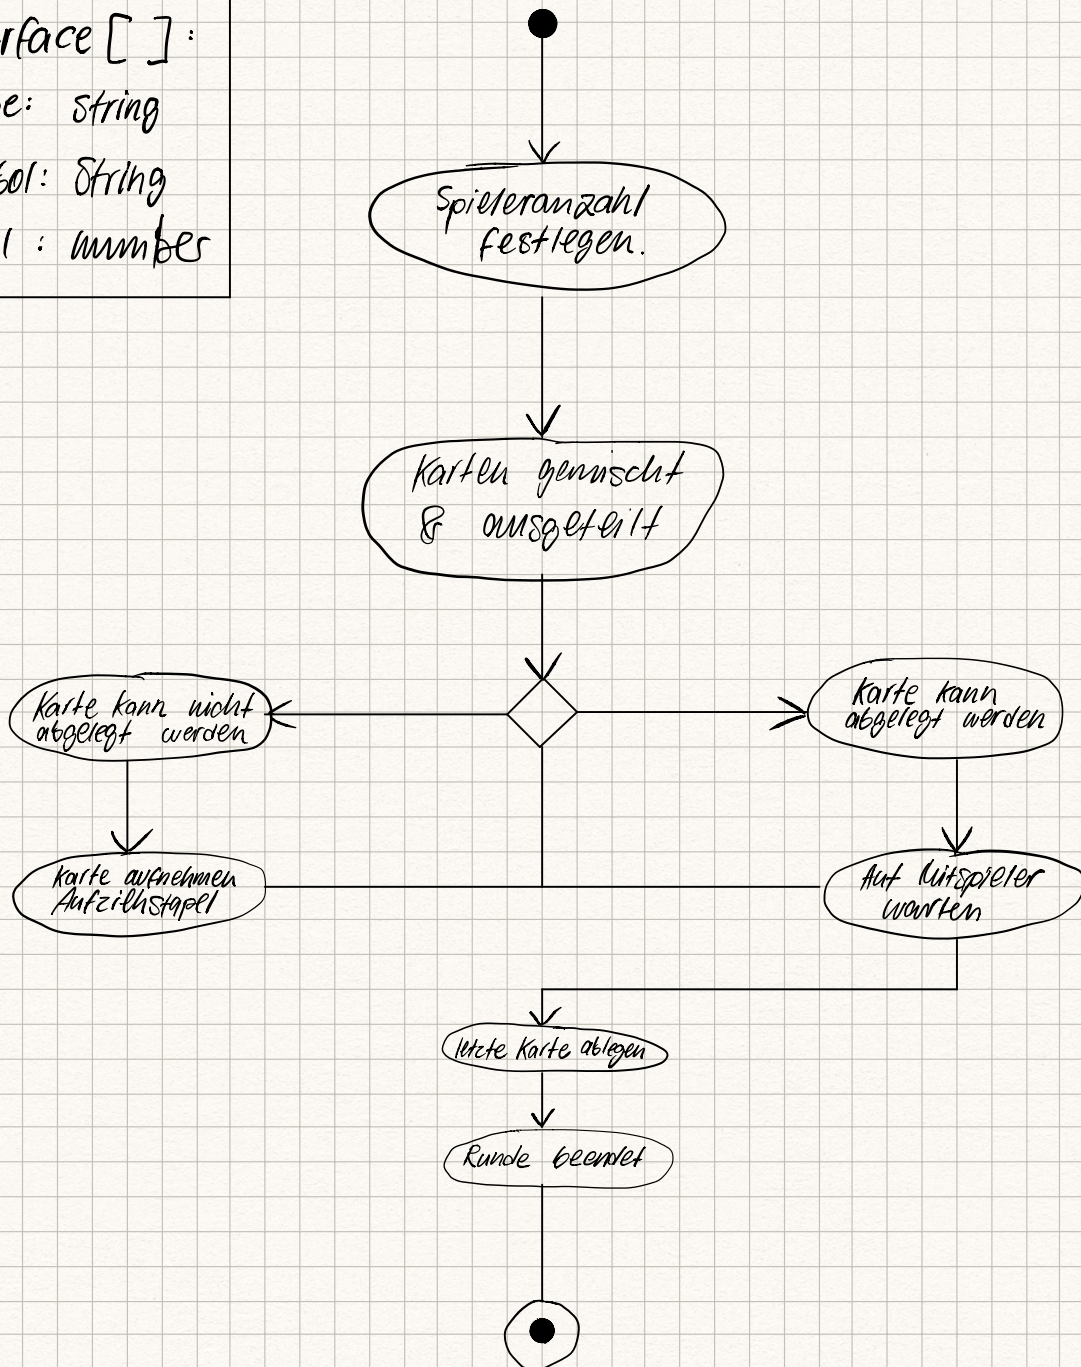 rface [ ] :
e: string
bol: String
l : number
Spieleranzahl
festlegen.
Karten gemischt
& ausgeteilt
Karte kann nicht
abgelegt werden
Karte kann
abgelegt werden
Karte aufnehmen
Aufziehstapel
Auf Mitspieler
warten
letzte Karte ablegen
Runde beendet